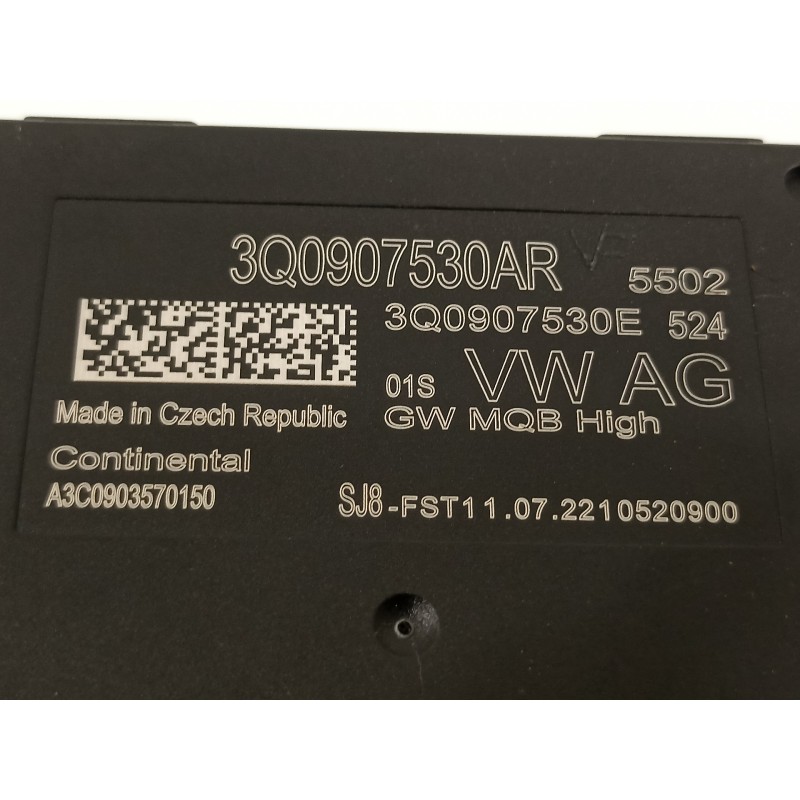 3Q0907530AR 5502
3Q0907530E 524
01S VW AG
Made in Czech Republic GW MQB High
Continental
A3C0903570150 SJ8-FST11.07.2210520900